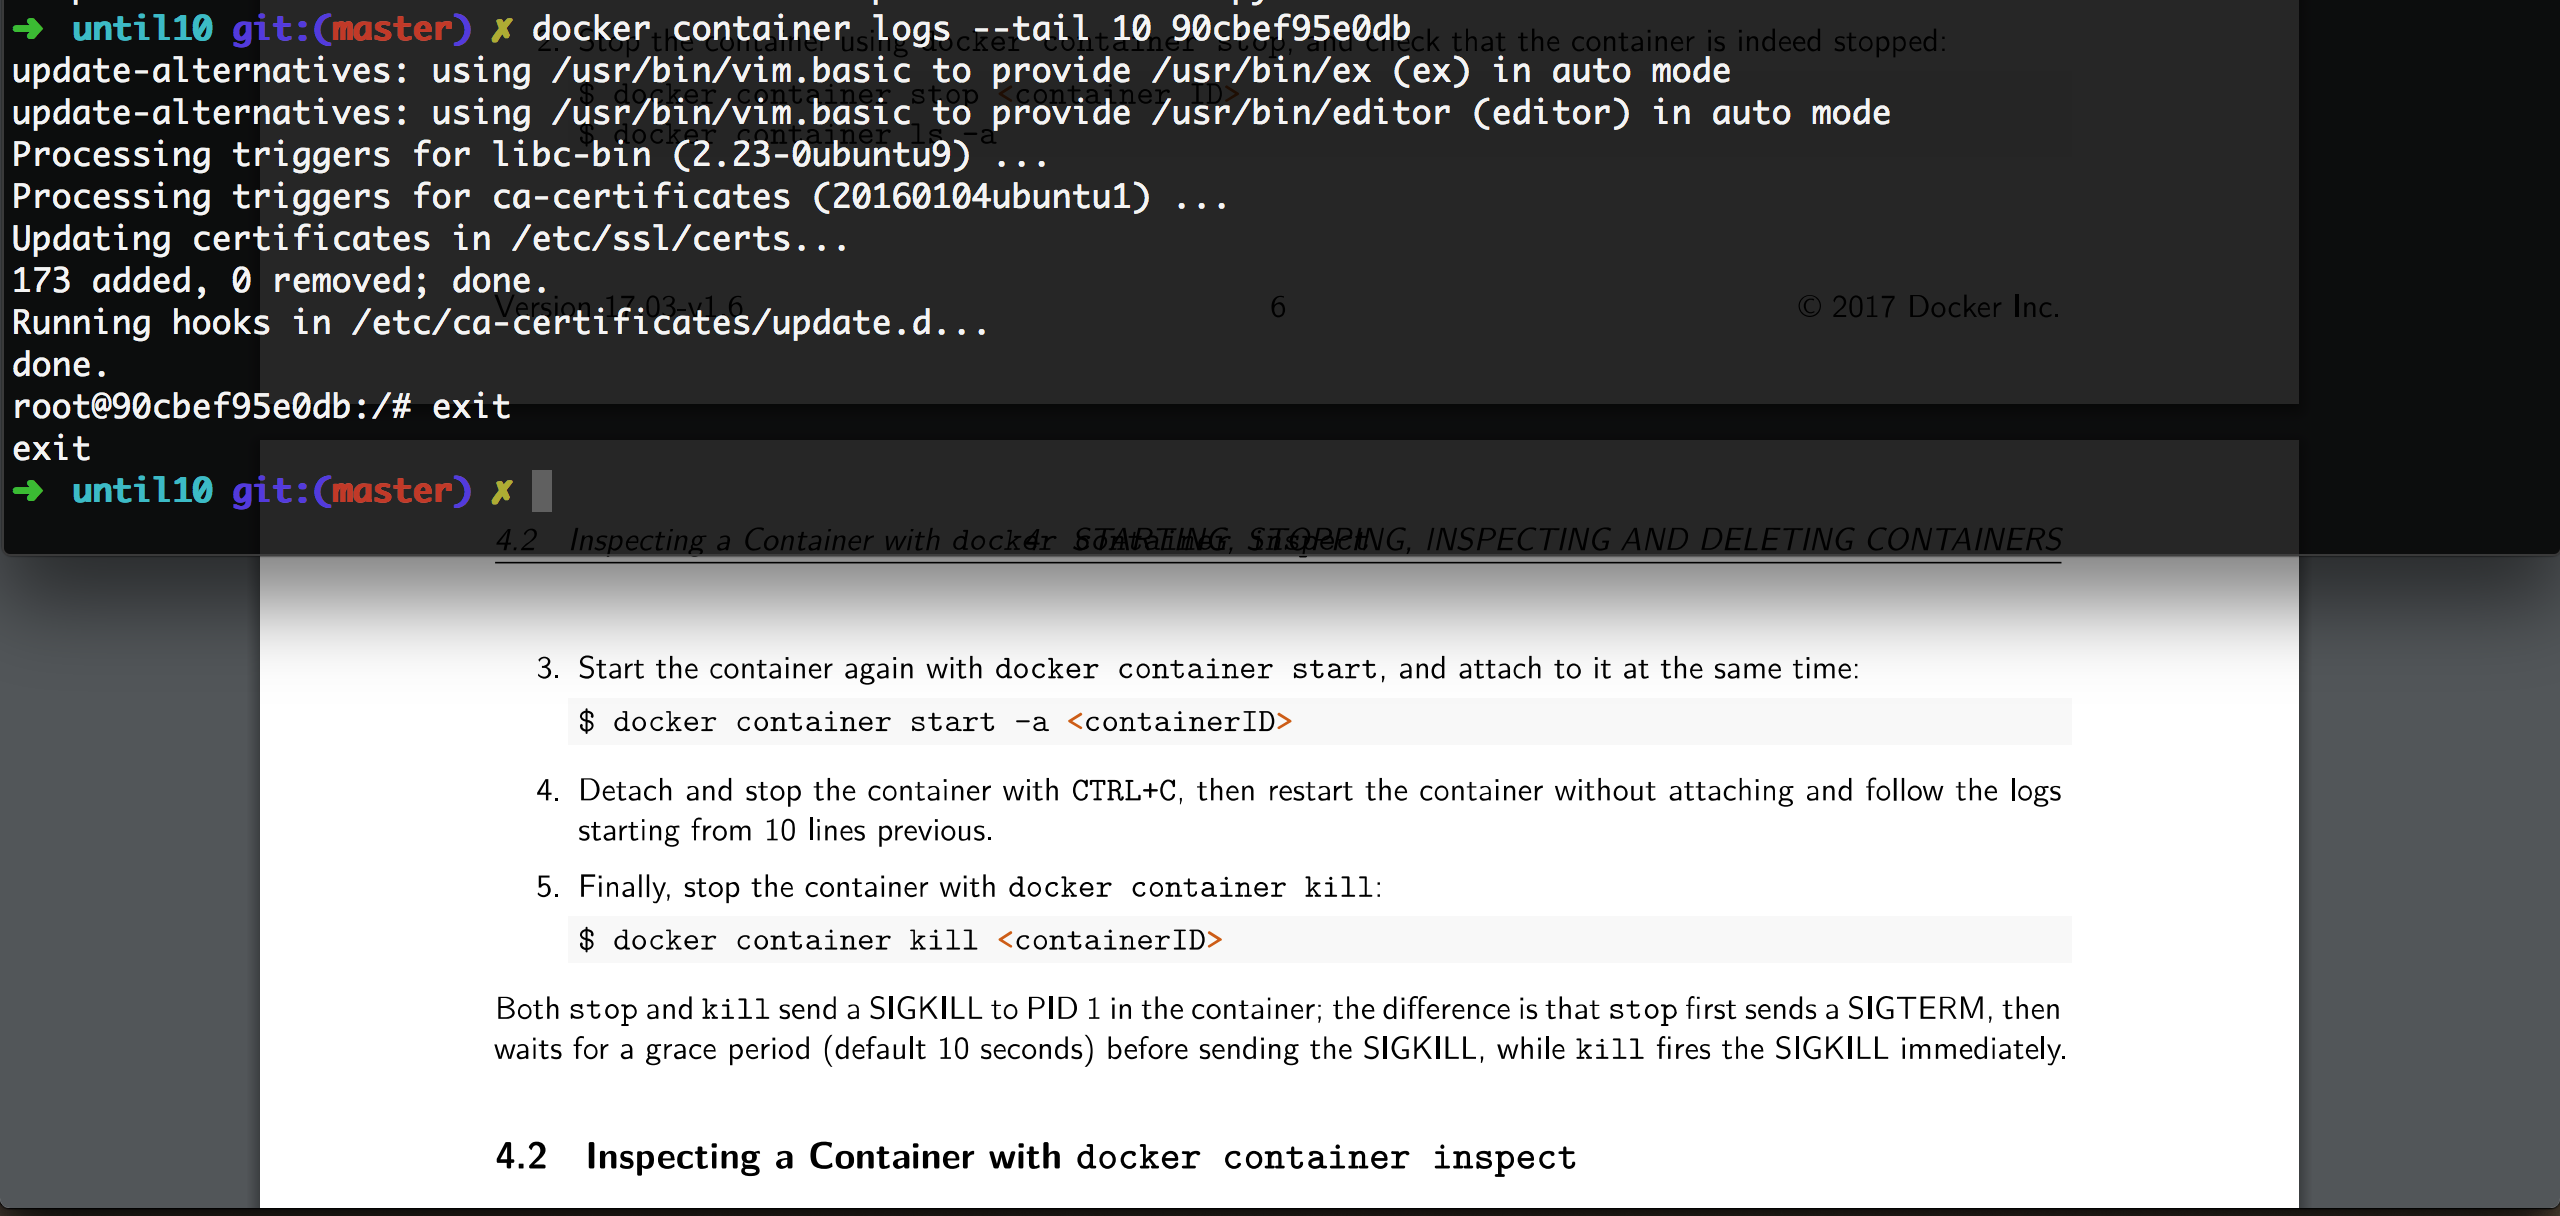 ➜ until10 git:(master) ✗ docker container logs --tail 10 90cbef95e0db
2. Stop the container using docker container stop, and check that the container is indeed stopped:
update-alternatives: using /usr/bin/vim.basic to provide /usr/bin/ex (ex) in auto mode
$ docker container stop <container ID>
update-alternatives: using /usr/bin/vim.basic to provide /usr/bin/editor (editor) in auto mode
$ docker container ls -a
Processing triggers for libc-bin (2.23-0ubuntu9) ...
Processing triggers for ca-certificates (20160104ubuntu1) ...
Updating certificates in /etc/ssl/certs...
173 added, 0 removed; done.
Version 17.03-v1.6 6 © 2017 Docker Inc.
Running hooks in /etc/ca-certificates/update.d...
done.
root@90cbef95e0db:/# exit
exit
➜ until10 git:(master) ✗
4.2 Inspecting a Container with docker container inspect 4 STARTING, STOPPING, INSPECTING AND DELETING CONTAINERS
3. Start the container again with docker container start, and attach to it at the same time:
$ docker container start -a <containerID>
4. Detach and stop the container with CTRL+C, then restart the container without attaching and follow the logs
starting from 10 lines previous.
5. Finally, stop the container with docker container kill:
$ docker container kill <containerID>
Both stop and kill send a SIGKILL to PID 1 in the container; the difference is that stop first sends a SIGTERM, then
waits for a grace period (default 10 seconds) before sending the SIGKILL, while kill fires the SIGKILL immediately.
4.2 Inspecting a Container with docker container inspect